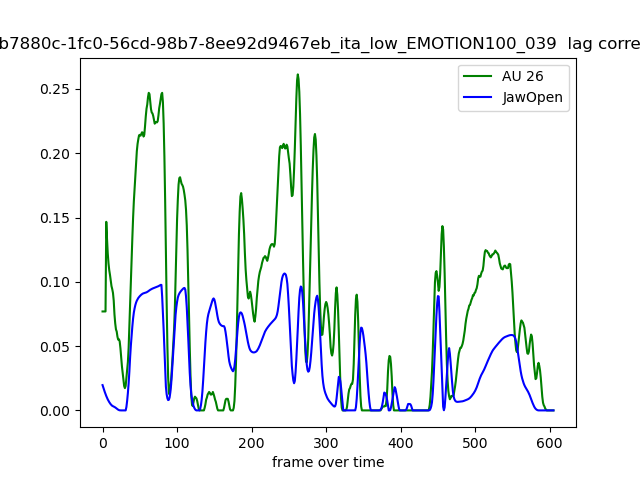 b7880c-1fc0-56cd-98b7-8ee92d9467eb_ita_low_EMOTION100_039 lag corre
AU 26
JawOpen
0.25
0.20
0.15
0.10
0.05
0.00
0 100 200 300 400 500 600
frame over time